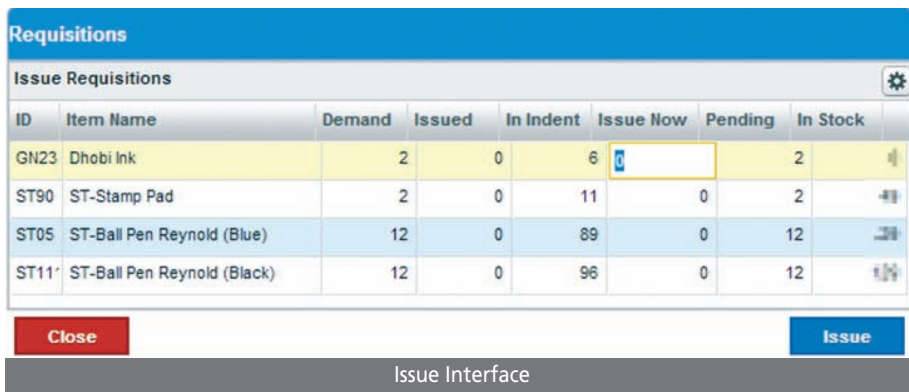 Requisitions
Issue Requisitions
ID Item Name Demand Issued In Indent Issue Now Pending In Stock
GN23 Dhobi Ink 2 0 6 0 2
ST90 ST-Stamp Pad 2 0 11 0 2
ST05 ST-Ball Pen Reynold (Blue) 12 0 89 0 12
ST11 ST-Ball Pen Reynold (Black) 12 0 96 0 12
Close Issue
Issue Interface